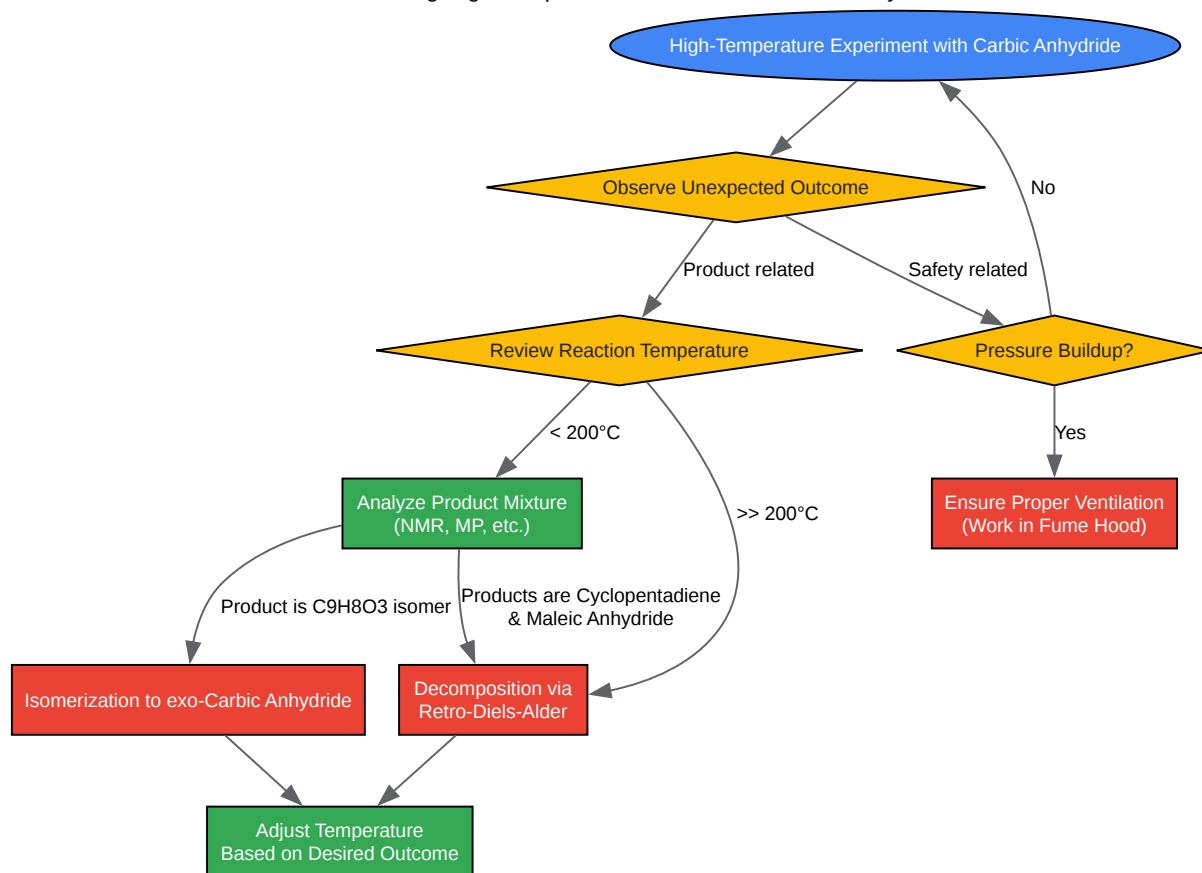 High-Temperature Experiment with Carbic Anhydride
Observe Unexpected Outcome
No
Product related
Safety related
Review Reaction Temperature
Pressure Buildup?
< 200°C
Yes
Analyze Product Mixture
(NMR, MP, etc.)
>> 200°C
Ensure Proper Ventilation
(Work in Fume Hood)
Product is C9H8O3 isomer
Products are Cyclopentadiene
& Maleic Anhydride
Isomerization to exo-Carbic Anhydride
Decomposition via
Retro-Diels-Alder
Adjust Temperature
Based on Desired Outcome